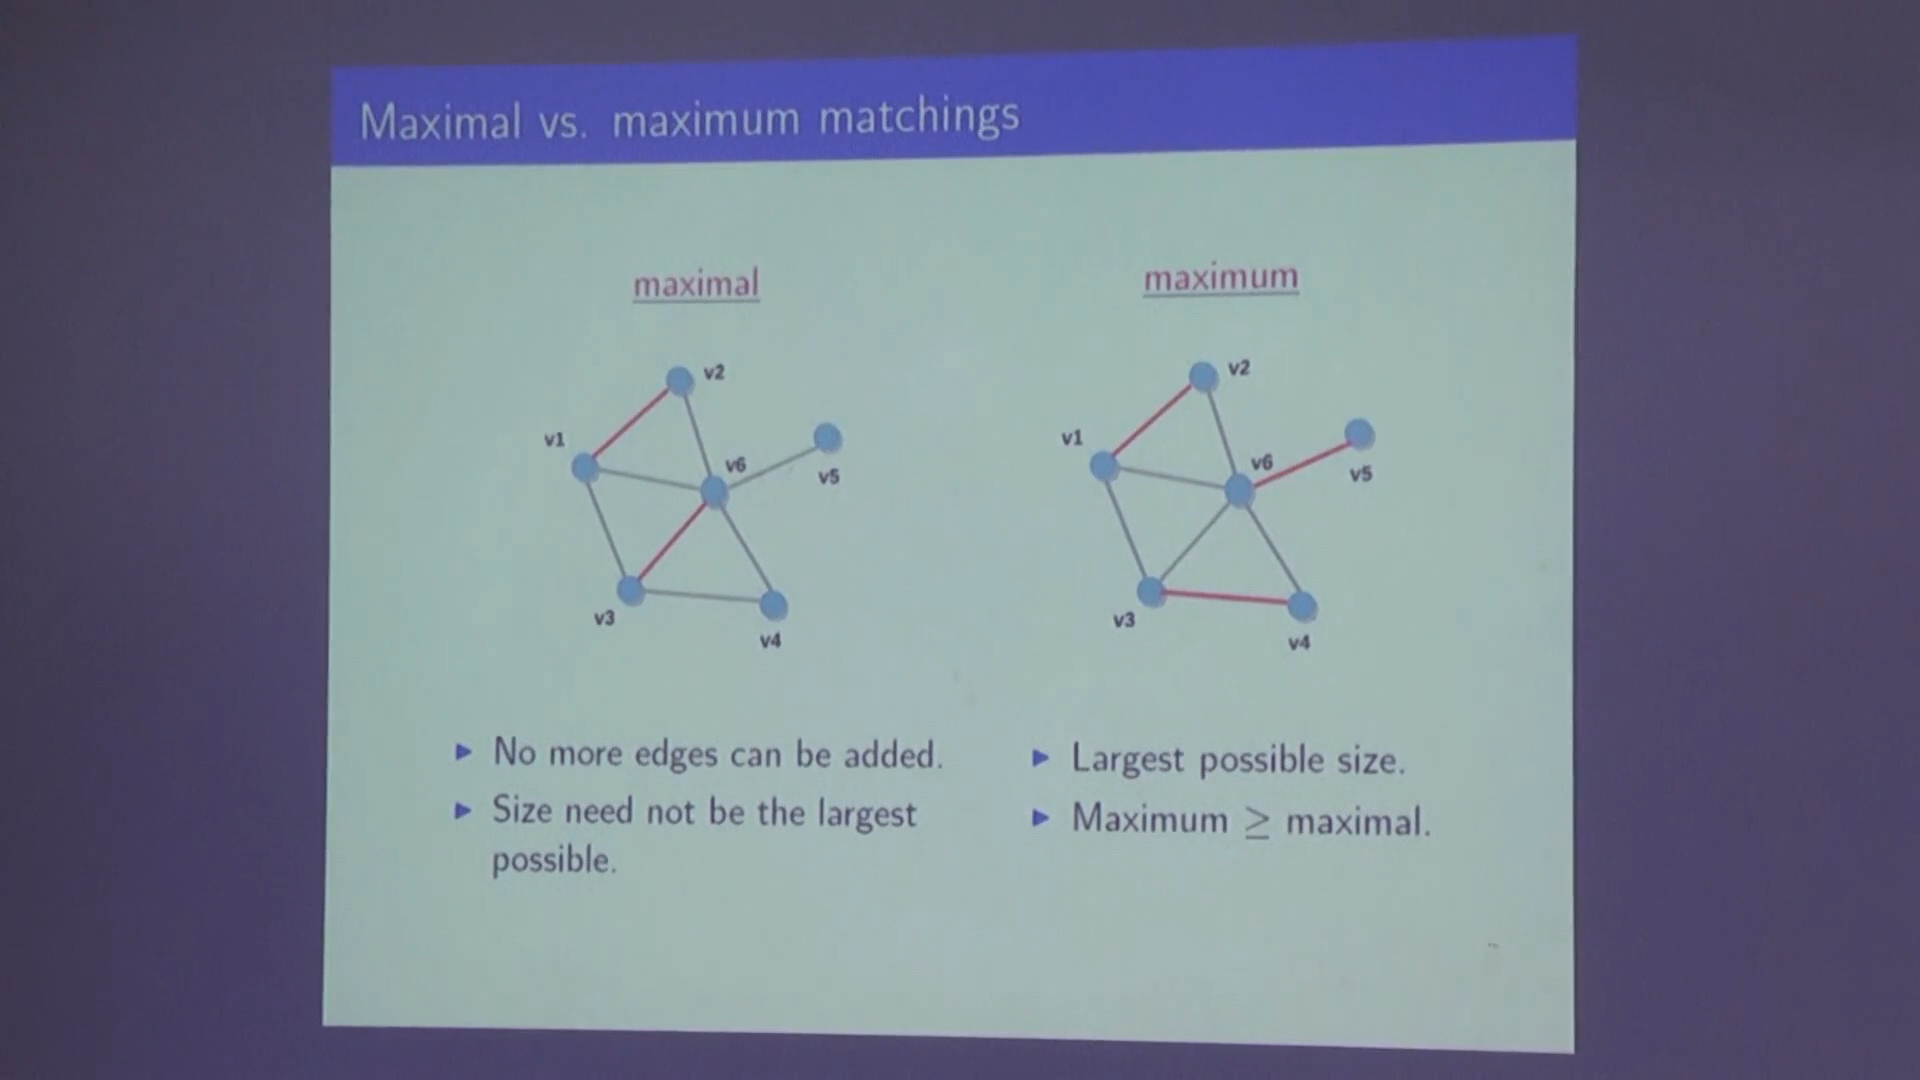 Maximal vs. maximum matchings
maximal
v2
v1
v6
v5
v3
v4
▶ No more edges can be added.
▶ Size need not be the largest
possible.
maximum
v2
v1
v6
v5
v3
v4
▶ Largest possible size.
▶ Maximum ≥ maximal.